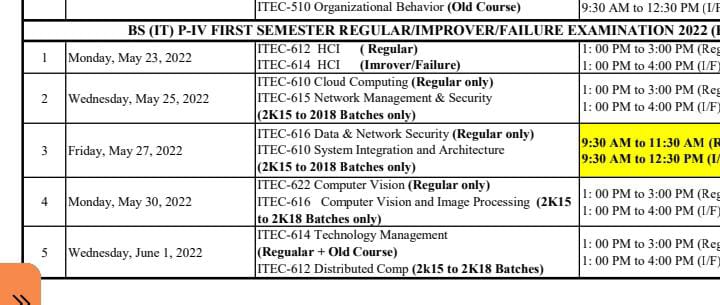 ITEC-510 Organizational Behavior (Old Course) 9:30 AM to 12:30 PM (I/F
BS (IT) P-IV FIRST SEMESTER REGULAR/IMPROVER/FAILURE EXAMINATION 2022 (
1 Monday, May 23, 2022
ITEC-612 HCI ( Regular)
ITEC-614 HCI (Imrover/Failure)
1: 00 PM to 3:00 PM (Reg
1: 00 PM to 4:00 PM (I/F)
2 Wednesday, May 25, 2022
ITEC-610 Cloud Computing (Regular only)
ITEC-615 Network Management & Security
(2K15 to 2018 Batches only)
1: 00 PM to 3:00 PM (Reg
1: 00 PM to 4:00 PM (I/F)
3 Friday, May 27, 2022
ITEC-616 Data & Network Security (Regular only)
ITEC-610 System Integration and Architecture
(2K15 to 2018 Batches only)
9:30 AM to 11:30 AM (R
9:30 AM to 12:30 PM (I/
4 Monday, May 30, 2022
ITEC-622 Computer Vision (Regular only)
ITEC-616 Computer Vision and Image Processing (2K15
to 2K18 Batches only)
1: 00 PM to 3:00 PM (Reg
1: 00 PM to 4:00 PM (I/F)
5 Wednesday, June 1, 2022
ITEC-614 Technology Management
(Regualar + Old Course)
ITEC-612 Distributed Comp (2k15 to 2K18 Batches)
1: 00 PM to 3:00 PM (Reg
1: 00 PM to 4:00 PM (I/F)